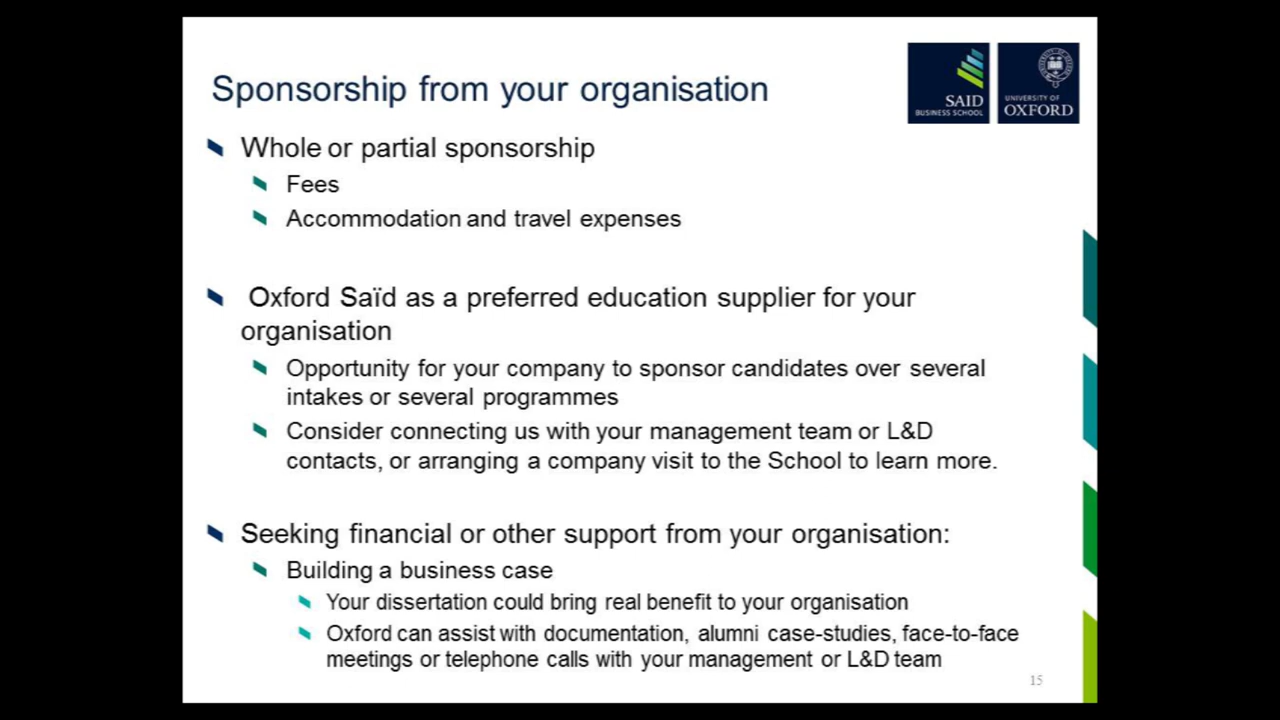 Sponsorship from your organisation
SAID
BUSINESS SCHOOL
UNIVERSITY OF
OXFORD
Whole or partial sponsorship
Fees
Accommodation and travel expenses
Oxford Saïd as a preferred education supplier for your
organisation
Opportunity for your company to sponsor candidates over several
intakes or several programmes
Consider connecting us with your management team or L&D
contacts, or arranging a company visit to the School to learn more.
Seeking financial or other support from your organisation:
Building a business case
Your dissertation could bring real benefit to your organisation
Oxford can assist with documentation, alumni case-studies, face-to-face
meetings or telephone calls with your management or L&D team
15